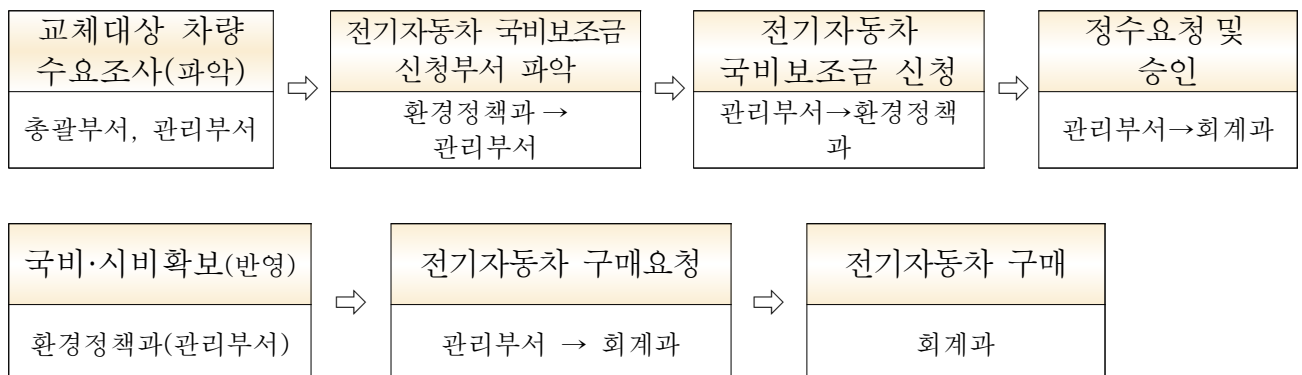 교체대상 차량
수요조사(파악)
총괄부서, 관리부서
⇨
전기자동차 국비보조금
신청부서 파악
환경정책과 →
관리부서
⇨
전기자동차
국비보조금 신청
관리부서→환경정책
과
⇨
정수요청 및
승인
관리부서→회계과
국비·시비확보(반영)
환경정책과(관리부서)
⇨
전기자동차 구매요청
관리부서 → 회계과
⇨
전기자동차 구매
회계과